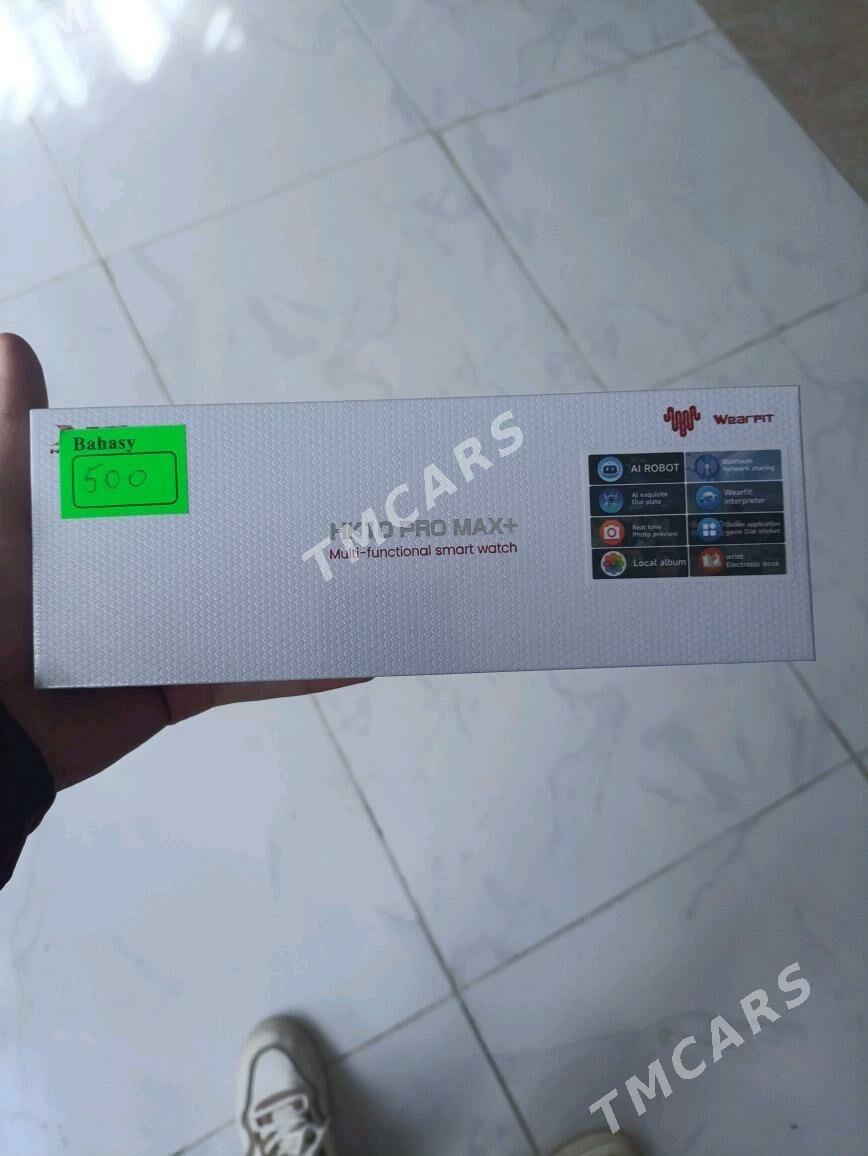 Bahasy
500
WearFit
HK10 PRO MAX+
Multi-functional smart watch
AI ROBOT
Bluetooth
Network sharing
AI exquisite
Dial plate
Wearfit
interpreter
Real time
Photo preview
Online application
game Dial market
Local album
wrist
Electronic book
TMCARS
TMCARS